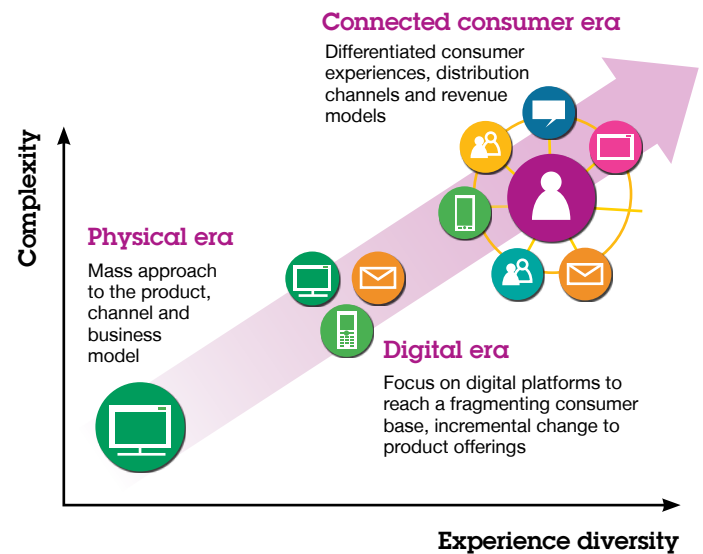 Connected consumer era
Differentiated consumer
experiences, distribution
channels and revenue
models
Complexity
Physical era
Mass approach
to the product,
channel and
business
model
Digital era
Focus on digital platforms to
reach a fragmenting consumer
base, incremental change to
product offerings
Experience diversity